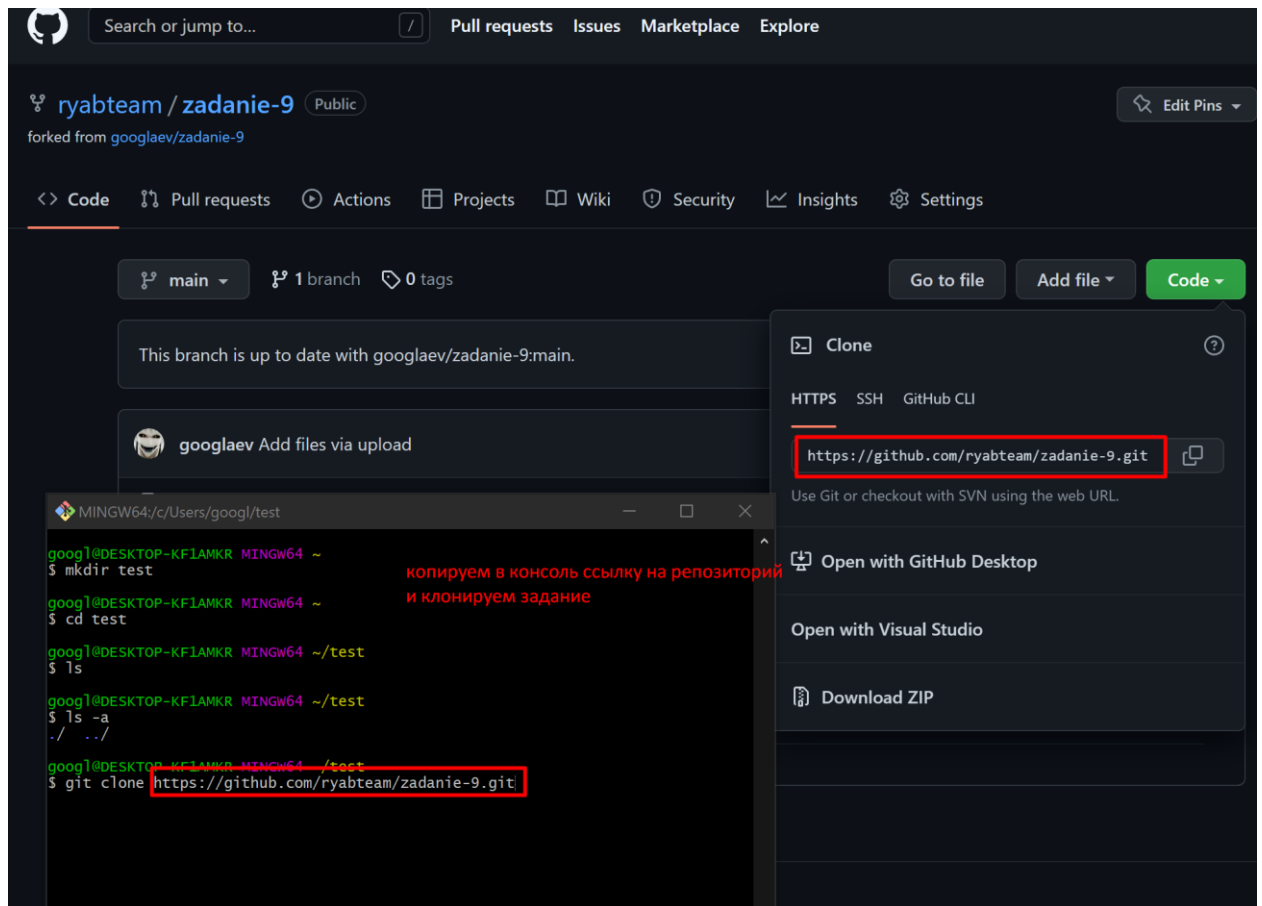 Search or jump to... / Pull requests Issues Marketplace Explore
ryabteam / zadanie-9 Public
Edit Pins
forked from googlaev/zadanie-9
Code Pull requests Actions Projects Wiki Security Insights Settings
main 1 branch 0 tags
Go to file Add file Code
This branch is up to date with googlaev/zadanie-9:main.
googlaev Add files via upload
Clone
HTTPS SSH GitHub CLI
https://github.com/ryabteam/zadanie-9.git
Use Git or checkout with SVN using the web URL.
Open with GitHub Desktop
Open with Visual Studio
Download ZIP
MINGW64:/c/Users/googl/test
googl@DESKTOP-KF1AMKR MINGW64 ~
$ mkdir test
googl@DESKTOP-KF1AMKR MINGW64 ~
$ cd test
googl@DESKTOP-KF1AMKR MINGW64 ~/test
$ ls
googl@DESKTOP-KF1AMKR MINGW64 ~/test
$ ls -a
./ ../
googl@DESKTOP-KF1AMKR MINGW64 ~/test
$ git clone https://github.com/ryabteam/zadanie-9.git
копируем в консоль ссылку на репозиторий
и клонируем задание